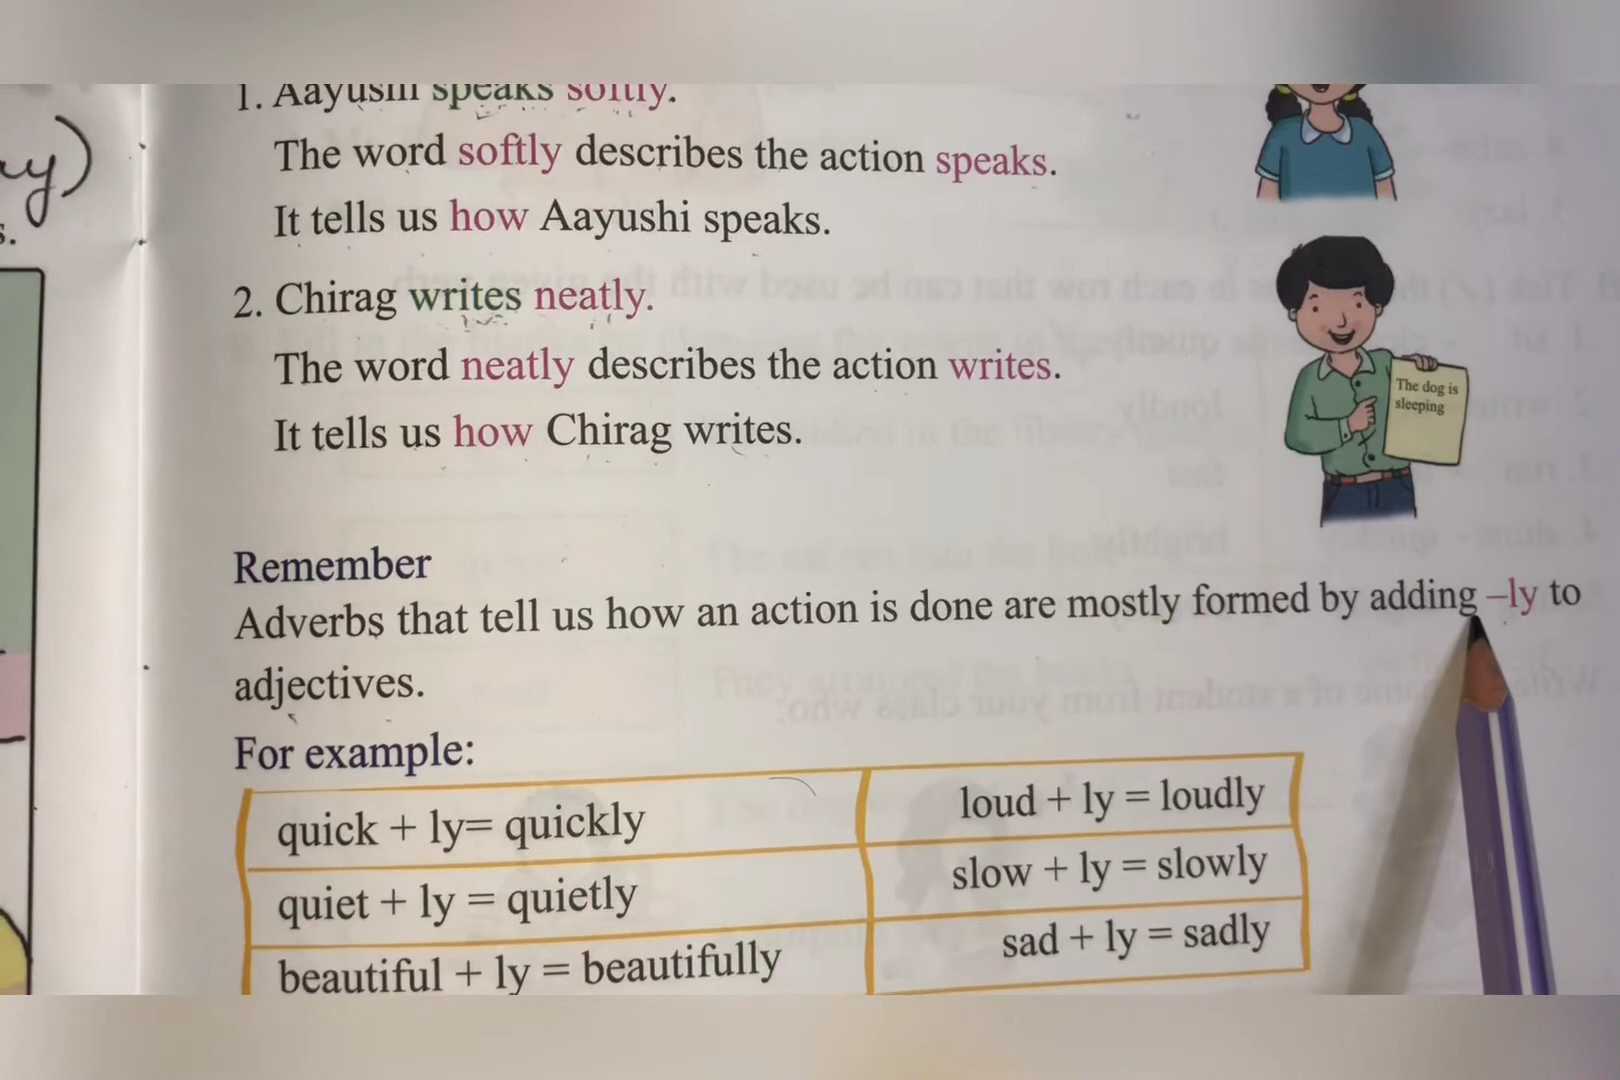 1. Aayushi speaks softly.
The word softly describes the action speaks.
It tells us how Aayushi speaks.
2. Chirag writes neatly.
The word neatly describes the action writes.
It tells us how Chirag writes.
The dog is
sleeping
Remember
Adverbs that tell us how an action is done are mostly formed by adding –ly to
adjectives.
For example:
quick + ly= quickly
loud + ly = loudly
quiet + ly = quietly
slow + ly = slowly
beautiful + ly = beautifully
sad + ly = sadly